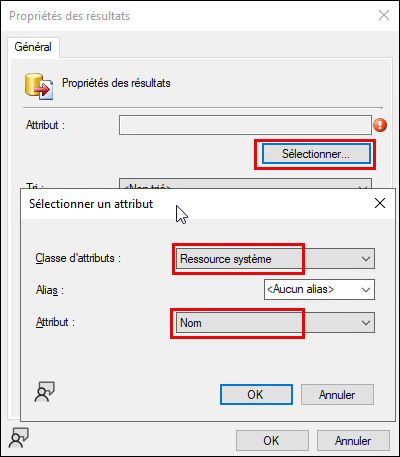 Propriétés des résultats
Général
Propriétés des résultats
Attribut :
Sélectionner...
Tri : <Non trié>
Sélectionner un attribut
Classe d'attributs : Ressource système
Alias : <Aucun alias>
Attribut : Nom
OK Annuler
OK Annuler